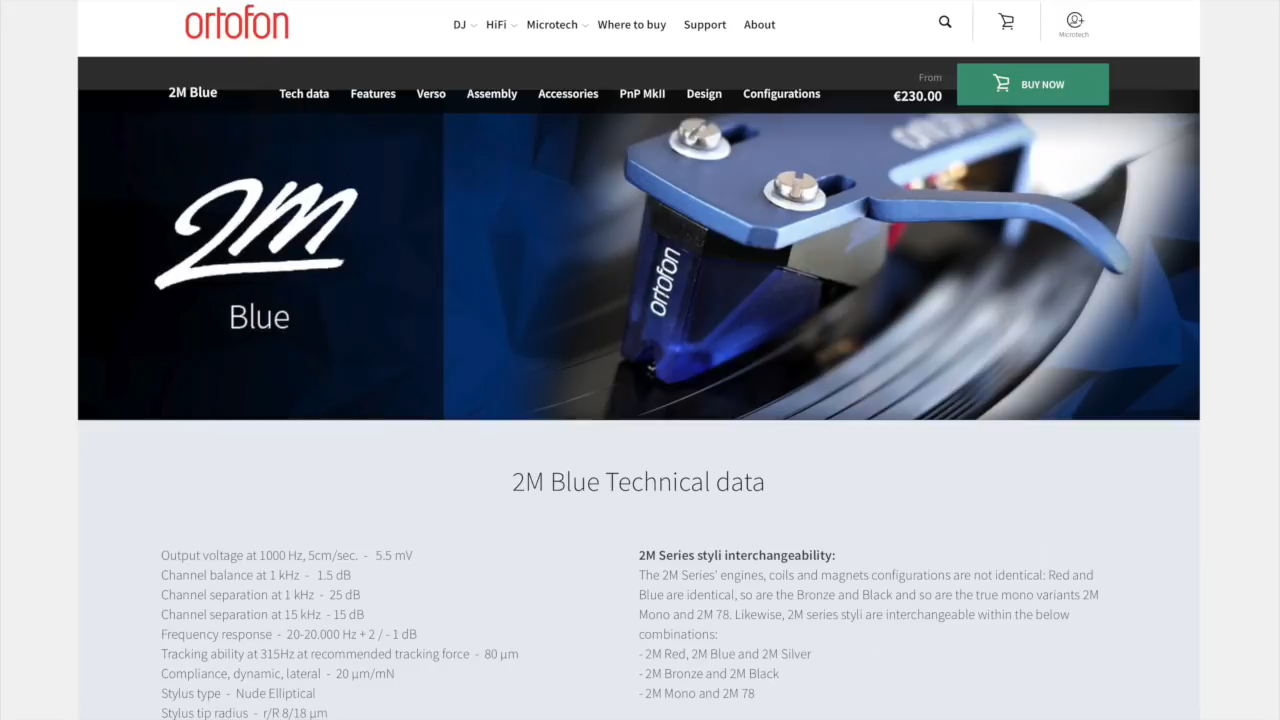 ortofon
DJ HiFi Microtech Where to buy Support About
Microtech
2M Blue Tech data Features Verso Assembly Accessories PnP MkII Design Configurations
From
€230.00
BUY NOW
2M
Blue
ortofon
2M Blue Technical data
Output voltage at 1000 Hz, 5cm/sec. - 5.5 mV
Channel balance at 1 kHz - 1.5 dB
Channel separation at 1 kHz - 25 dB
Channel separation at 15 kHz - 15 dB
Frequency response - 20-20.000 Hz + 2 / - 1 dB
Tracking ability at 315Hz at recommended tracking force - 80 µm
Compliance, dynamic, lateral - 20 µm/mN
Stylus type - Nude Elliptical
Stylus tip radius - r/R 8/18 µm
2M Series styli interchangeability:
The 2M Series' engines, coils and magnets configurations are not identical: Red and
Blue are identical, so are the Bronze and Black and so are the true mono variants 2M
Mono and 2M 78. Likewise, 2M series styli are interchangeable within the below
combinations:
- 2M Red, 2M Blue and 2M Silver
- 2M Bronze and 2M Black
- 2M Mono and 2M 78